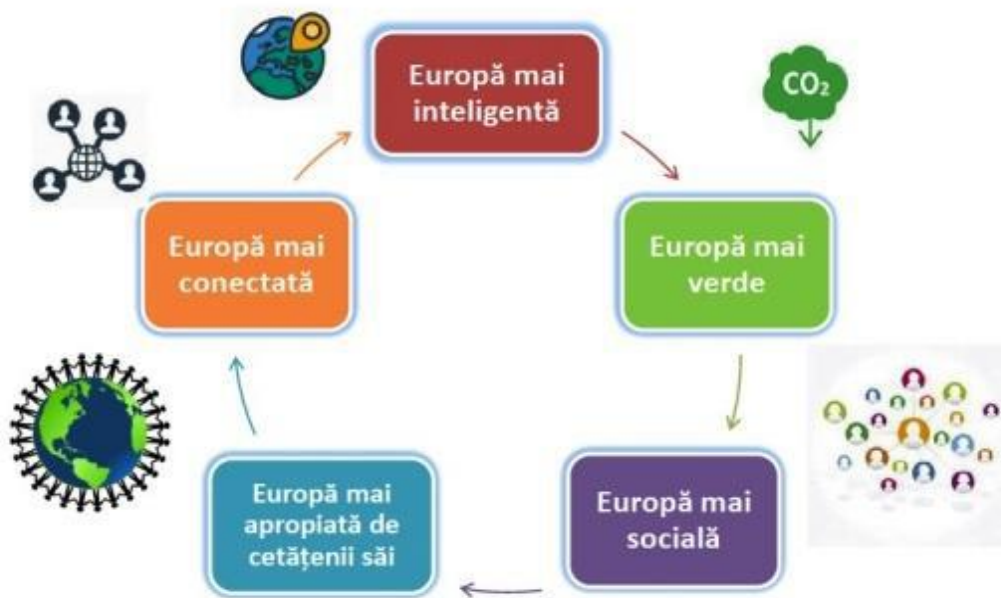 Europă mai
inteligentă
CO₂
Europă mai
verde
Europă mai
socială
Europă mai
apropiată de
cetățenii săi
Europă mai
conectată